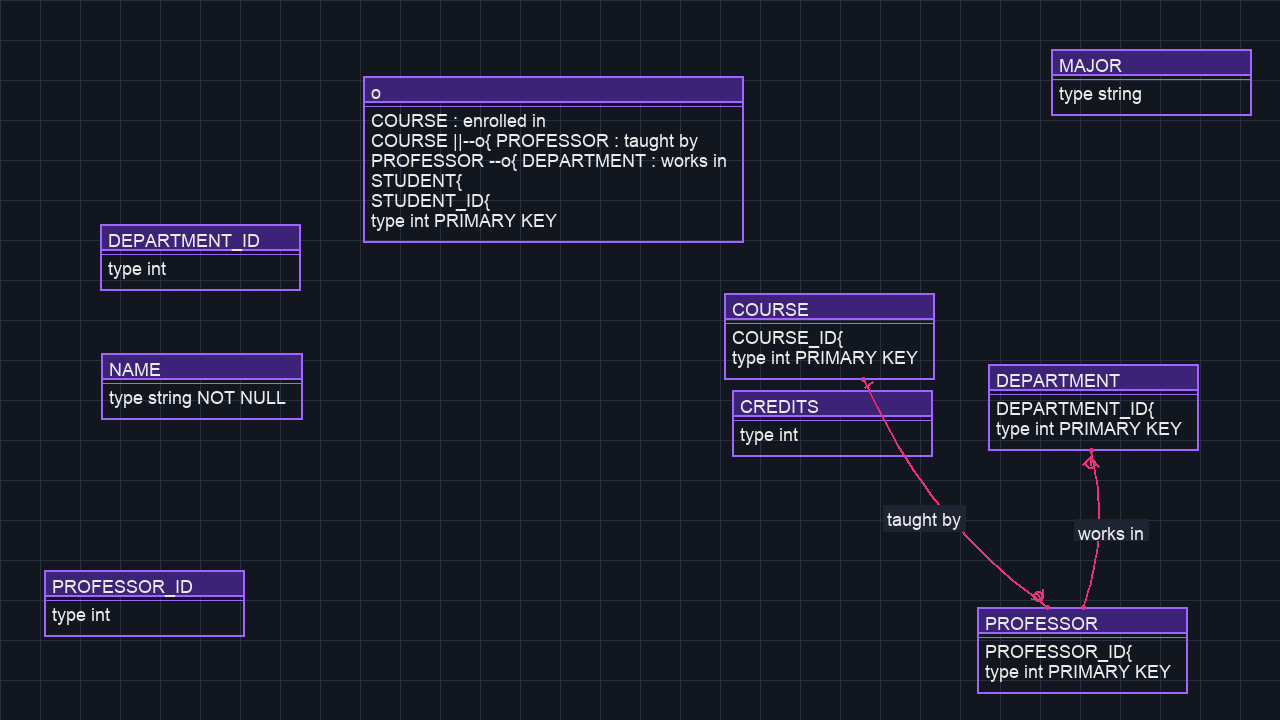 MAJOR
type string
o
COURSE : enrolled in
COURSE ||--o{ PROFESSOR : taught by
PROFESSOR --o{ DEPARTMENT : works in
STUDENT{
STUDENT_ID{
type int PRIMARY KEY
DEPARTMENT_ID
type int
COURSE
COURSE_ID{
type int PRIMARY KEY
NAME
type string NOT NULL
DEPARTMENT
DEPARTMENT_ID{
type int PRIMARY KEY
CREDITS
type int
taught by
works in
PROFESSOR_ID
type int
PROFESSOR
PROFESSOR_ID{
type int PRIMARY KEY